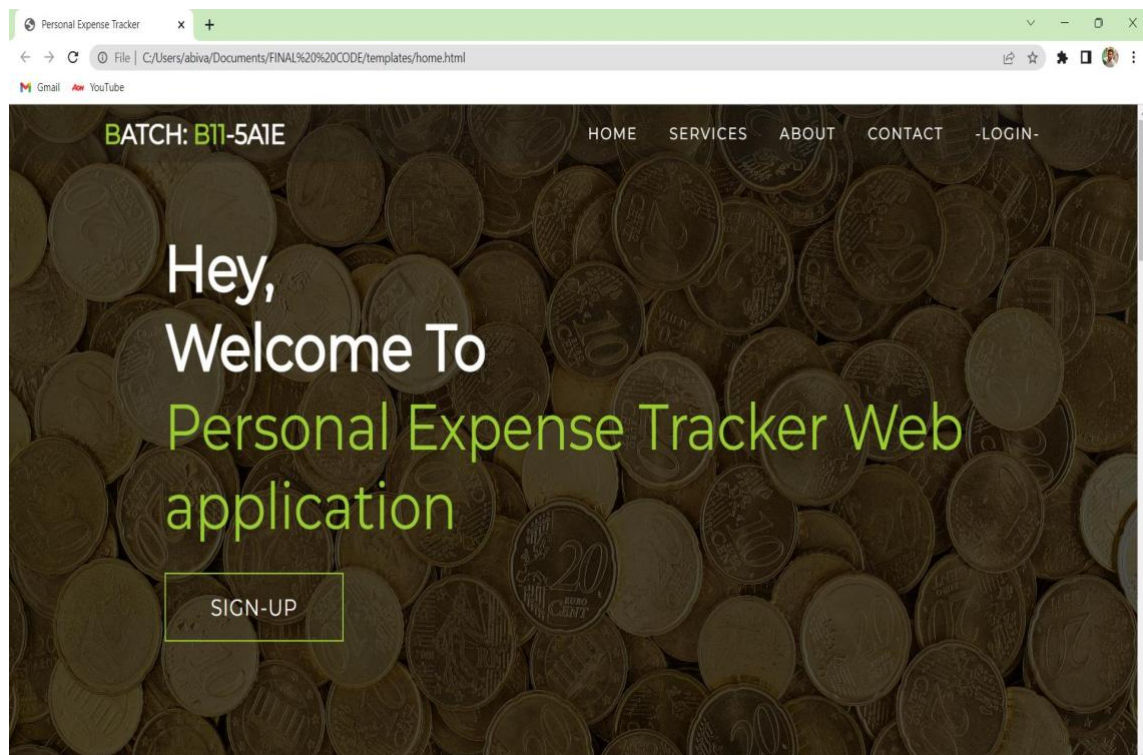 Personal Expense Tracker
File | C:/Users/abiva/Documents/FINAL%20%20CODE/templates/home.html
Gmail YouTube
BATCH: B11-5A1E HOME SERVICES ABOUT CONTACT -LOGIN-
Hey,
Welcome To
Personal Expense Tracker Web
application
SIGN-UP